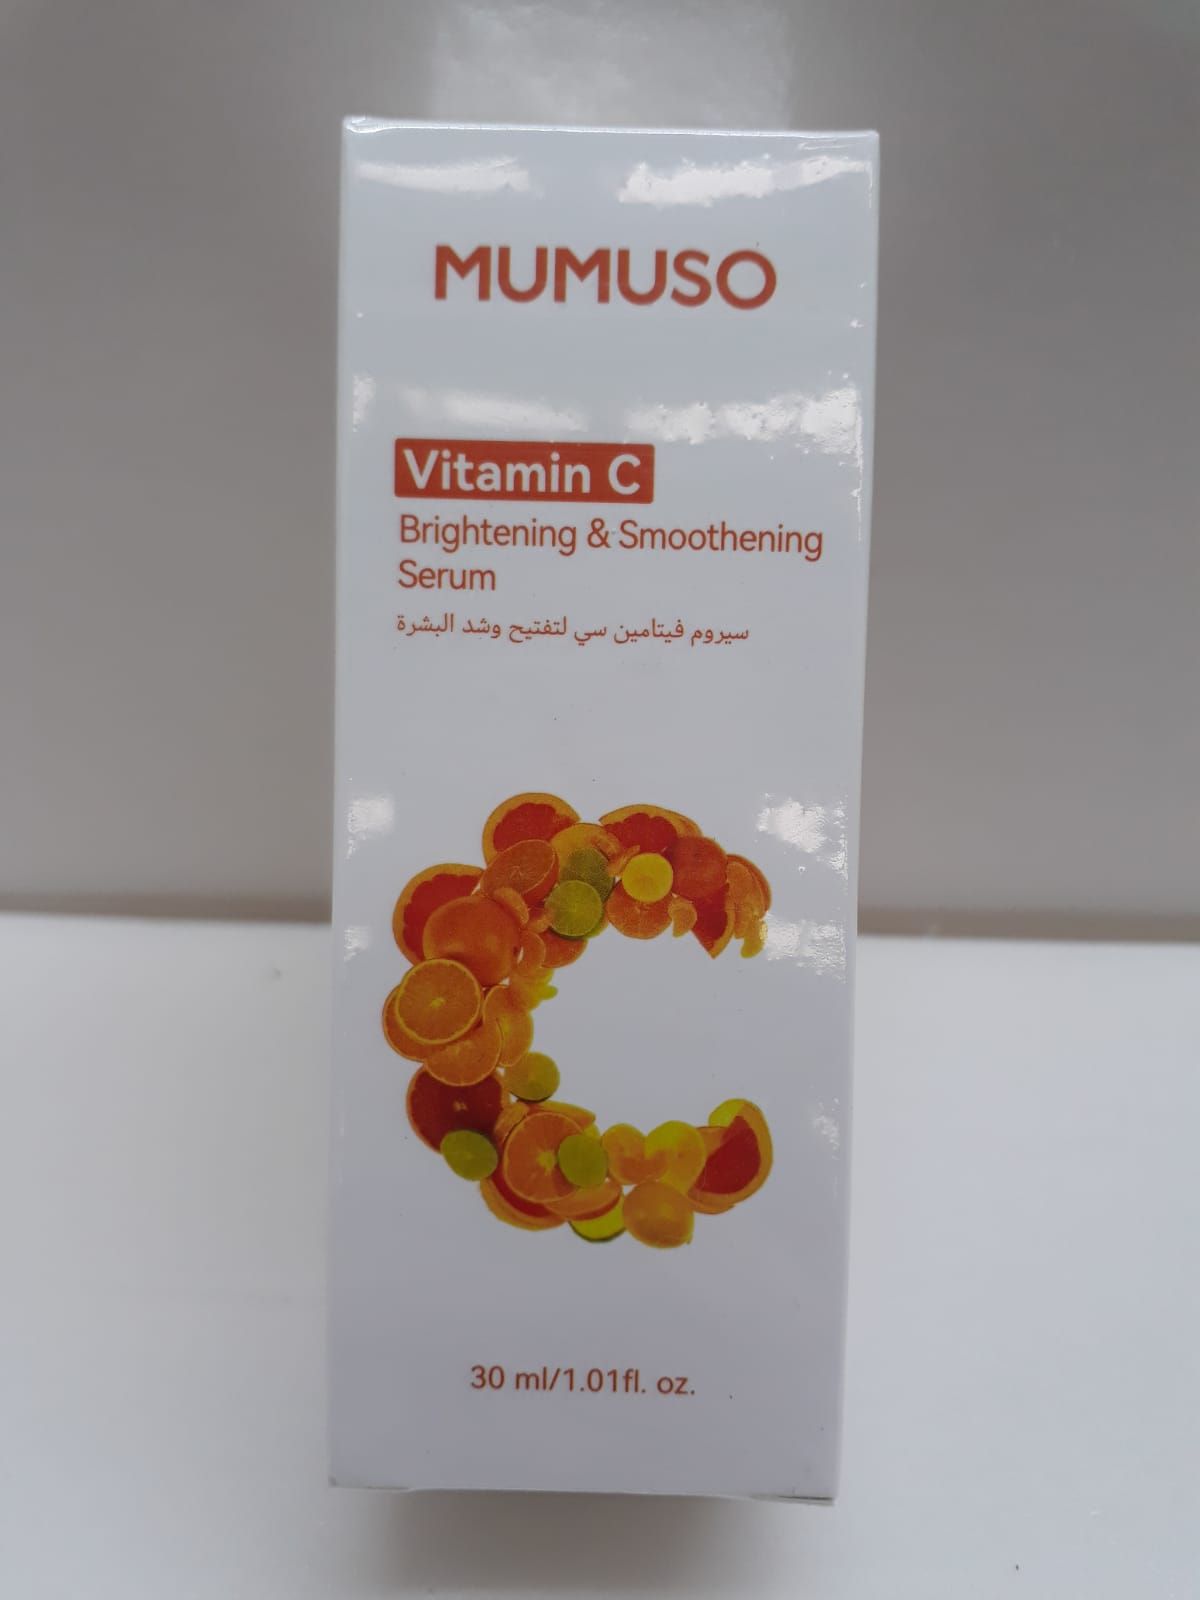 MUMUSO
Vitamin C
Brightening & Smoothening
Serum
سيروم فيتامين سي لتفتيح وشد البشرة
30 ml/1.01fl. oz.